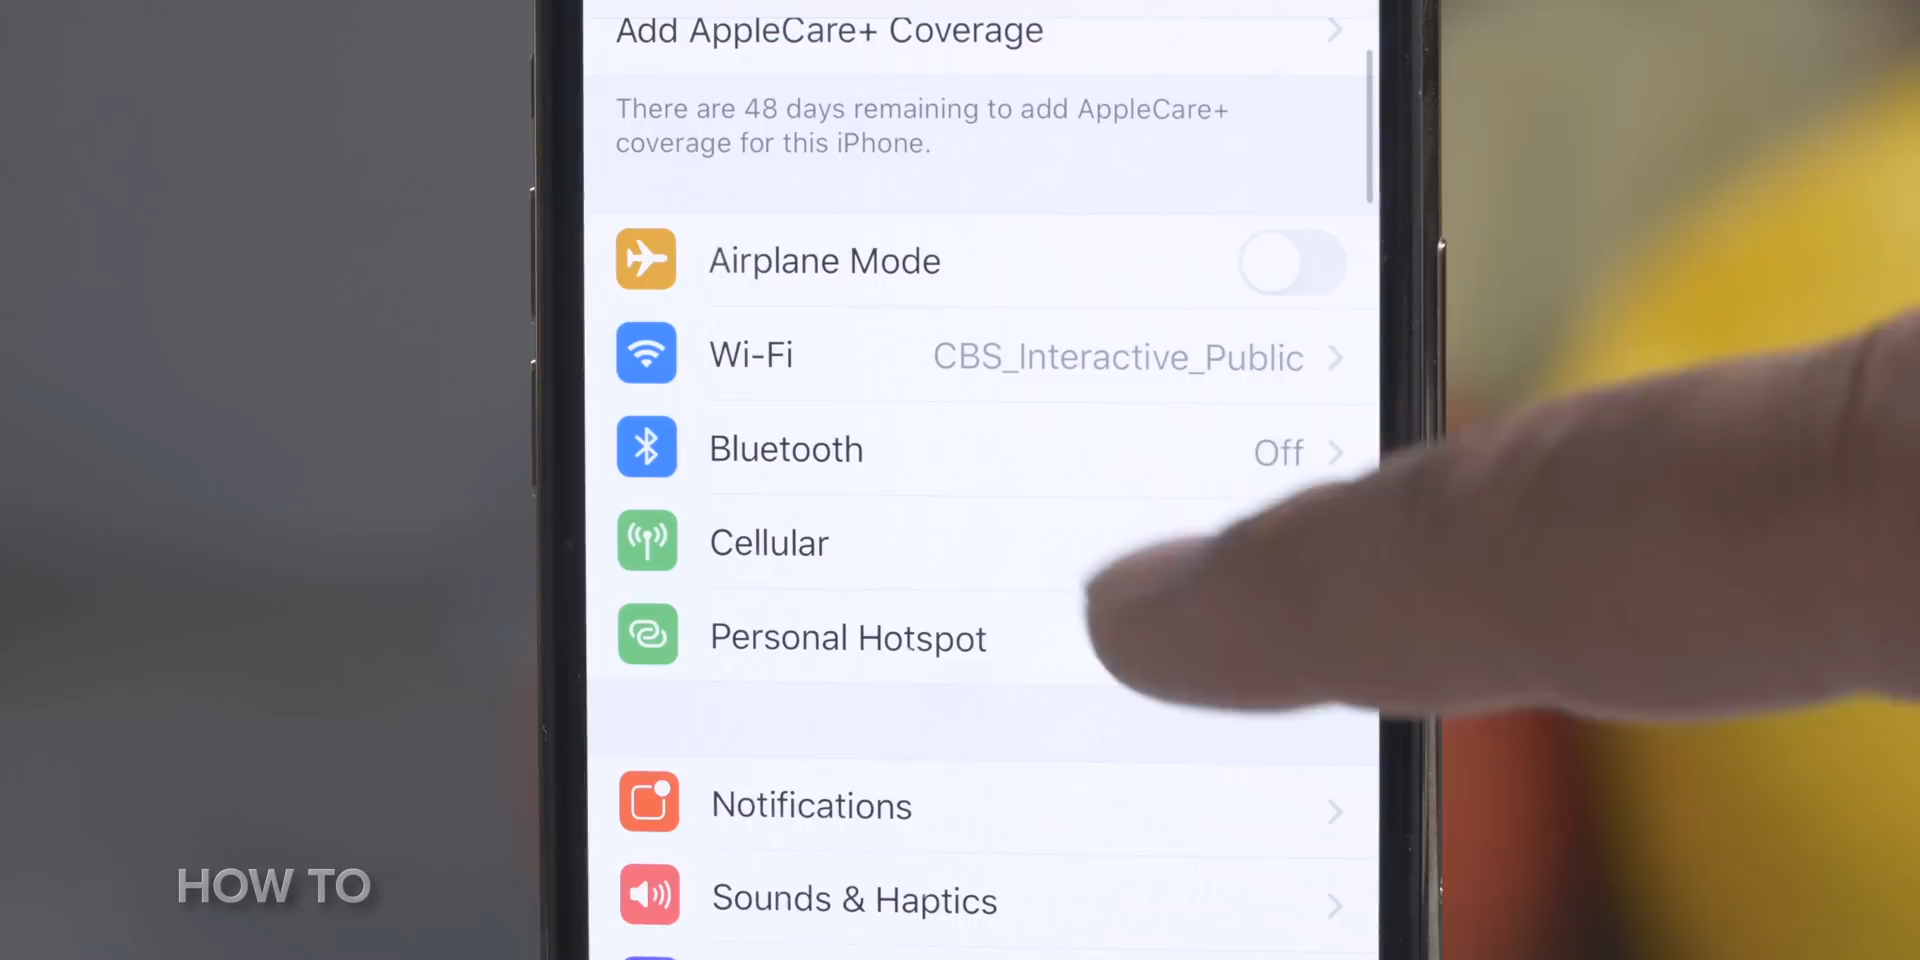 Add AppleCare+ Coverage
There are 48 days remaining to add AppleCare+
coverage for this iPhone.
Airplane Mode
Wi-Fi CBS_Interactive_Public
Bluetooth Off
Cellular
Personal Hotspot
Notifications
Sounds & Haptics
HOW TO